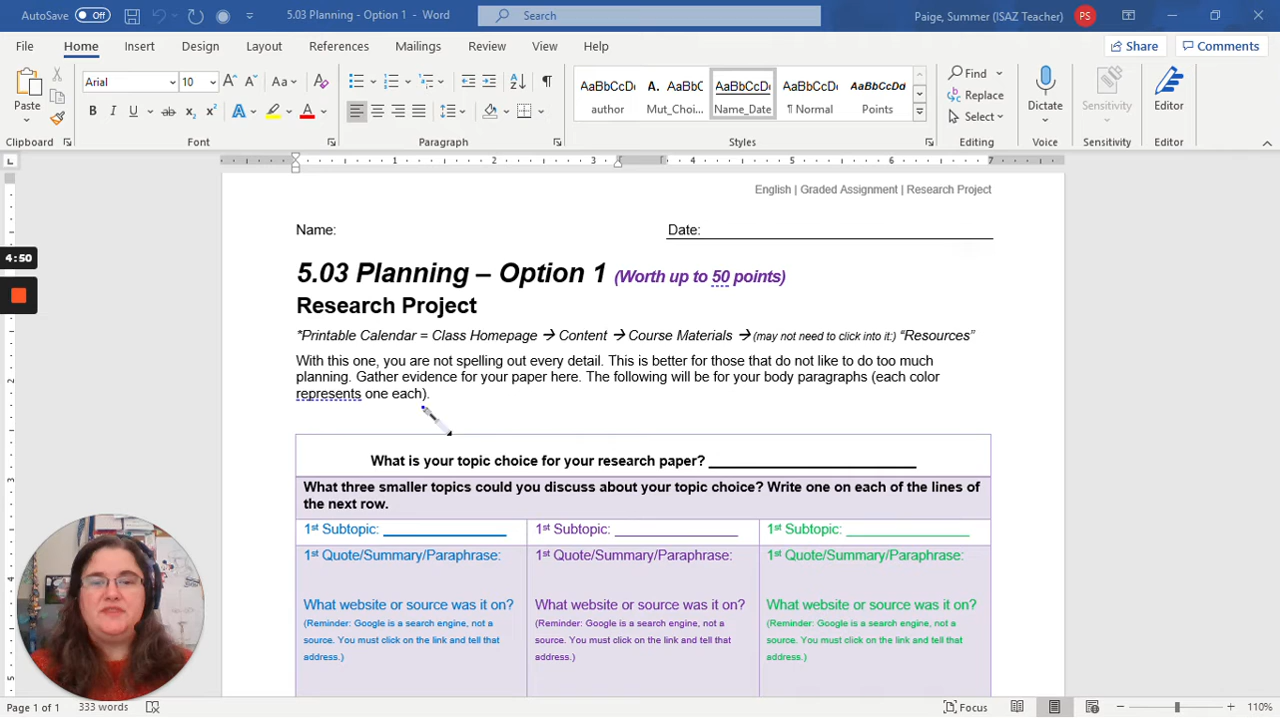 AutoSave Off 5.03 Planning - Option 1 - Word Search Paige, Summer (ISAZ Teacher) PS
File Home Insert Design Layout References Mailings Review View Help Share Comments
Paste Arial 10 Aa AaBbCcDc A. AaBbC AaBbCcDc AaBbCcDc AaBbCcDd Find Replace Select Dictate Sensitivity Editor
author Mut_Choi... Name_Date ¶ Normal Points
Clipboard Font Paragraph Styles Editing Voice Sensitivity Editor
1 2 3 4 5 6 7
English | Graded Assignment | Research Project
Name: Date:
4:50
5.03 Planning – Option 1 (Worth up to 50 points)
Research Project
*Printable Calendar = Class Homepage → Content → Course Materials → (may not need to click into it:) “Resources”
With this one, you are not spelling out every detail. This is better for those that do not like to do too much
planning. Gather evidence for your paper here. The following will be for your body paragraphs (each color
represents one each).
What is your topic choice for your research paper?
What three smaller topics could you discuss about your topic choice? Write one on each of the lines of
the next row.
1st Subtopic: 1st Subtopic: 1st Subtopic:
1st Quote/Summary/Paraphrase: 1st Quote/Summary/Paraphrase: 1st Quote/Summary/Paraphrase:
What website or source was it on? What website or source was it on? What website or source was it on?
(Reminder: Google is a search engine, not a (Reminder: Google is a search engine, not a (Reminder: Google is a search engine, not a
source. You must click on the link and tell that source. You must click on the link and tell that source. You must click on the link and tell that
address.) address.) address.)
Page 1 of 1 333 words Focus 110%